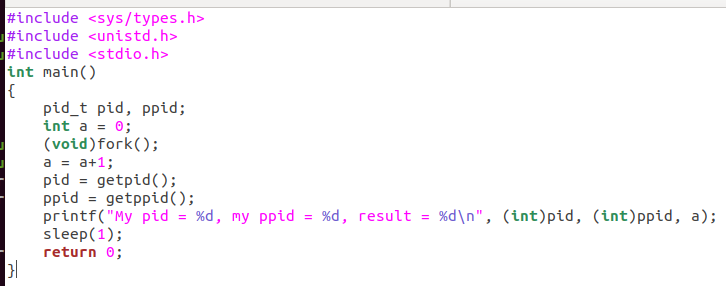 #include <sys/types.h>
#include <unistd.h>
#include <stdio.h>
int main()
{
    pid_t pid, ppid;
    int a = 0;
    (void)fork();
    a = a+1;
    pid = getpid();
    ppid = getppid();
    printf("My pid = %d, my ppid = %d, result = %d\n", (int)pid, (int)ppid, a);
    sleep(1);
    return 0;
}